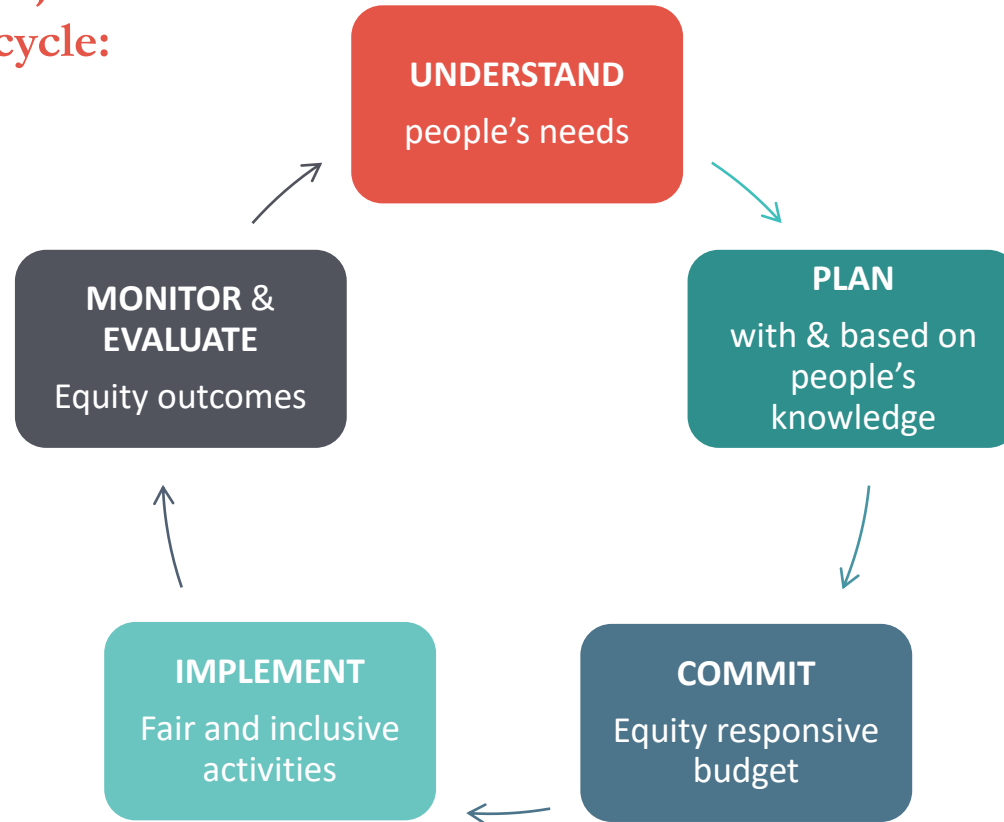 cycle:
UNDERSTAND
people's needs
PLAN
with & based on
people's
knowledge
COMMIT
Equity responsive
budget
IMPLEMENT
Fair and inclusive
activities
MONITOR &
EVALUATE
Equity outcomes